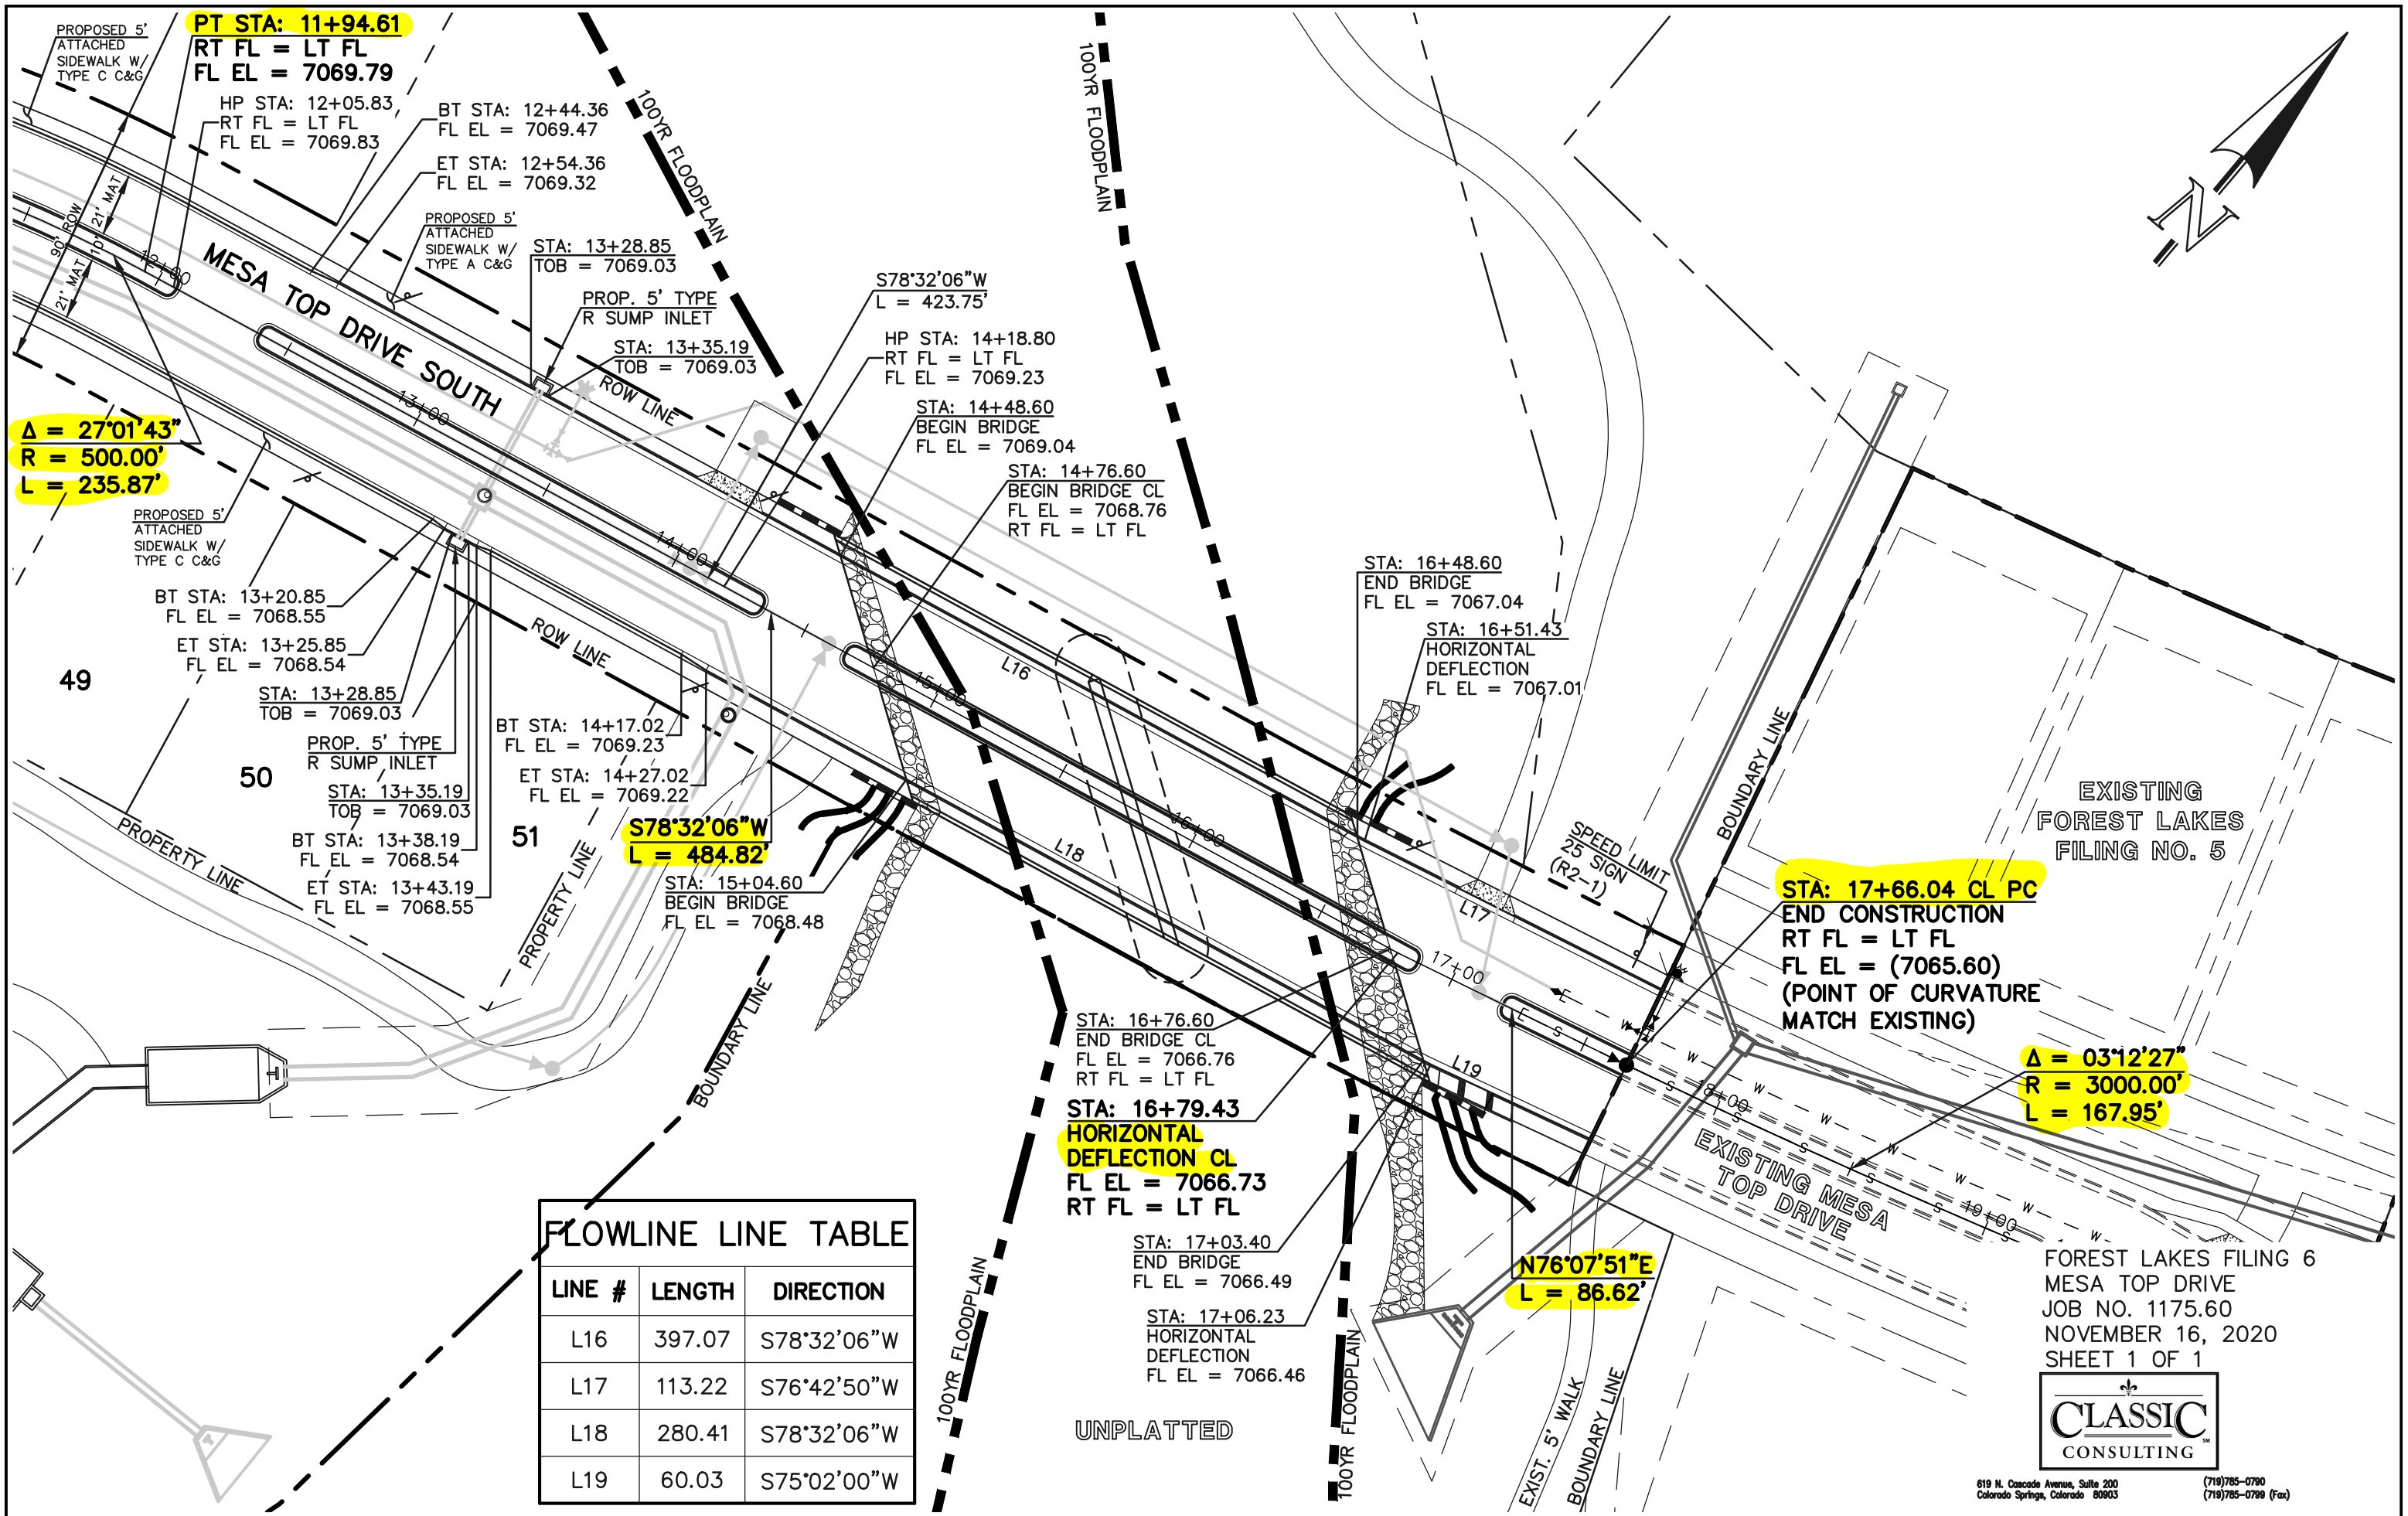 PROPOSED 5'
ATTACHED
SIDEWALK W/
TYPE C C&G
PT STA: 11+94.61
RT FL = LT FL
FL EL = 7069.79
HP STA: 12+05.83
RT FL = LT FL
FL EL = 7069.83
BT STA: 12+44.36
FL EL = 7069.47
ET STA: 12+54.36
FL EL = 7069.32
PROPOSED 5'
ATTACHED
SIDEWALK W/
TYPE A C&G
STA: 13+28.85
TOB = 7069.03
PROP. 5' TYPE
R SUMP INLET
STA: 13+35.19
TOB = 7069.03
100YR FLOODPLAIN
100YR FLOODPLAIN
N
90' ROW
21' MAT
10'
21' MAT
12+00
MESA TOP DRIVE SOUTH
13+00
ROW LINE
S78°32'06"W
L = 423.75'
HP STA: 14+18.80
RT FL = LT FL
FL EL = 7069.23
STA: 14+48.60
BEGIN BRIDGE
FL EL = 7069.04
STA: 14+76.60
BEGIN BRIDGE CL
FL EL = 7068.76
RT FL = LT FL
Δ = 27°01'43"
R = 500.00'
L = 235.87'
PROPOSED 5'
ATTACHED
SIDEWALK W/
TYPE C C&G
14+00
STA: 16+48.60
END BRIDGE
FL EL = 7067.04
STA: 16+51.43
HORIZONTAL
DEFLECTION
FL EL = 7067.01
BT STA: 13+20.85
FL EL = 7068.55
ET STA: 13+25.85
FL EL = 7068.54
STA: 13+28.85
TOB = 7069.03
PROP. 5' TYPE
R SUMP INLET
STA: 13+35.19
TOB = 7069.03
BT STA: 13+38.19
FL EL = 7068.54
ET STA: 13+43.19
FL EL = 7068.55
49
50
51
ROW LINE
BT STA: 14+17.02
FL EL = 7069.23
ET STA: 14+27.02
FL EL = 7069.22
S78°32'06"W
L = 484.82'
STA: 15+04.60
BEGIN BRIDGE
FL EL = 7068.48
15+00
L16
L18
16+00
L17
17+00
L19
PROPERTY LINE
PROPERTY LINE
BOUNDARY LINE
SPEED LIMIT
25 SIGN
(R2-1)
BOUNDARY LINE
EXISTING
FOREST LAKES
FILING NO. 5
STA: 17+66.04 CL PC
END CONSTRUCTION
RT FL = LT FL
FL EL = (7065.60)
(POINT OF CURVATURE
MATCH EXISTING)
Δ = 03°12'27"
R = 3000.00'
L = 167.95'
E
E
S
W
W
W
W
W
W
W
S
S
S
S
S
S
18+00
19+00
EXISTING MESA
TOP DRIVE
STA: 16+76.60
END BRIDGE CL
FL EL = 7066.76
RT FL = LT FL
STA: 16+79.43
HORIZONTAL
DEFLECTION CL
FL EL = 7066.73
RT FL = LT FL
STA: 17+03.40
END BRIDGE
FL EL = 7066.49
STA: 17+06.23
HORIZONTAL
DEFLECTION
FL EL = 7066.46
N76°07'51"E
L = 86.62'
100YR FLOODPLAIN
100YR FLOODPLAIN
UNPLATTED
EXIST. 5' WALK
BOUNDARY LINE
FLOWLINE LINE TABLE
LINE # LENGTH DIRECTION
L16 397.07 S78°32'06"W
L17 113.22 S76°42'50"W
L18 280.41 S78°32'06"W
L19 60.03 S75°02'00"W
FOREST LAKES FILING 6
MESA TOP DRIVE
JOB NO. 1175.60
NOVEMBER 16, 2020
SHEET 1 OF 1
CLASSIC SM
CONSULTING
619 N. Cascade Avenue, Suite 200 (719)785-0790
Colorado Springs, Colorado 80903 (719)785-0799 (Fax)